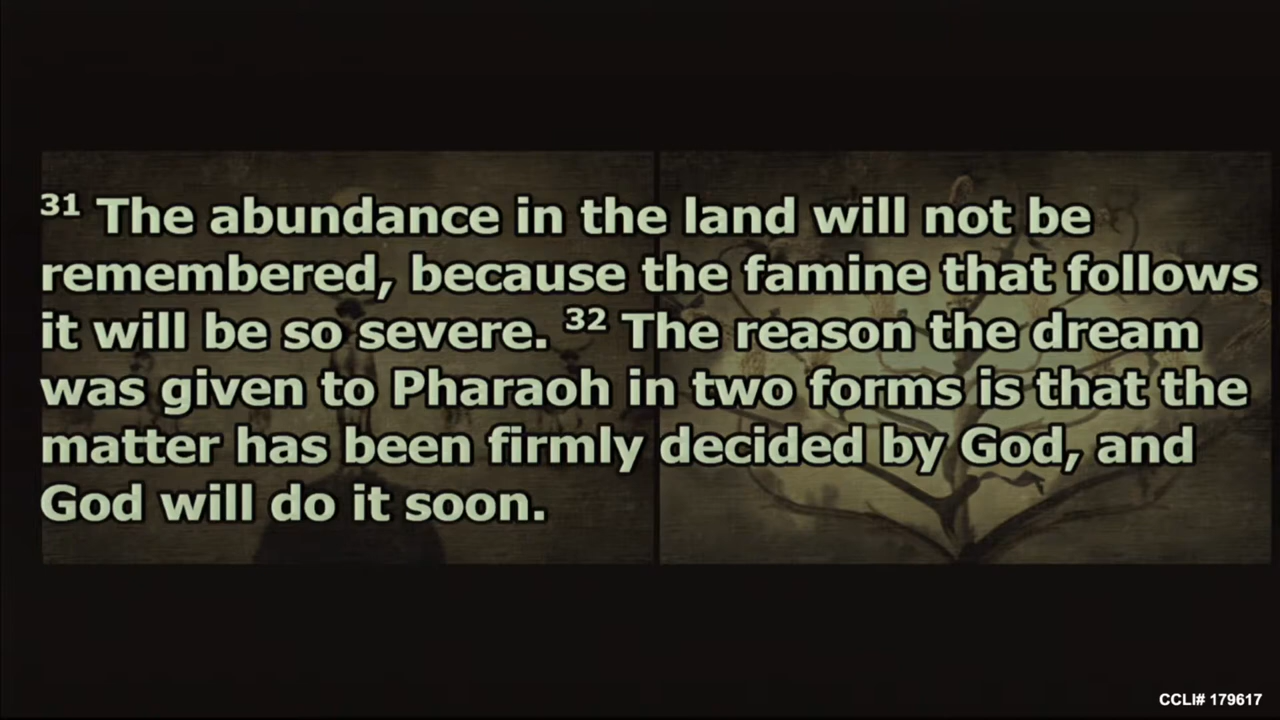 31 The abundance in the land will not be
remembered, because the famine that follows
it will be so severe. 32 The reason the dream
was given to Pharaoh in two forms is that the
matter has been firmly decided by God, and
God will do it soon.
CCLI# 179617